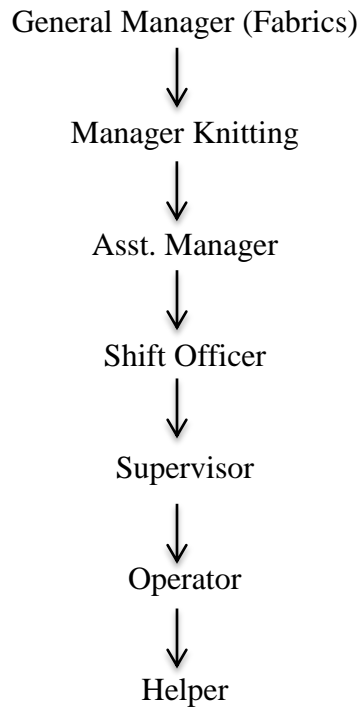 General Manager (Fabrics)
Manager Knitting
Asst. Manager
Shift Officer
Supervisor
Operator
Helper